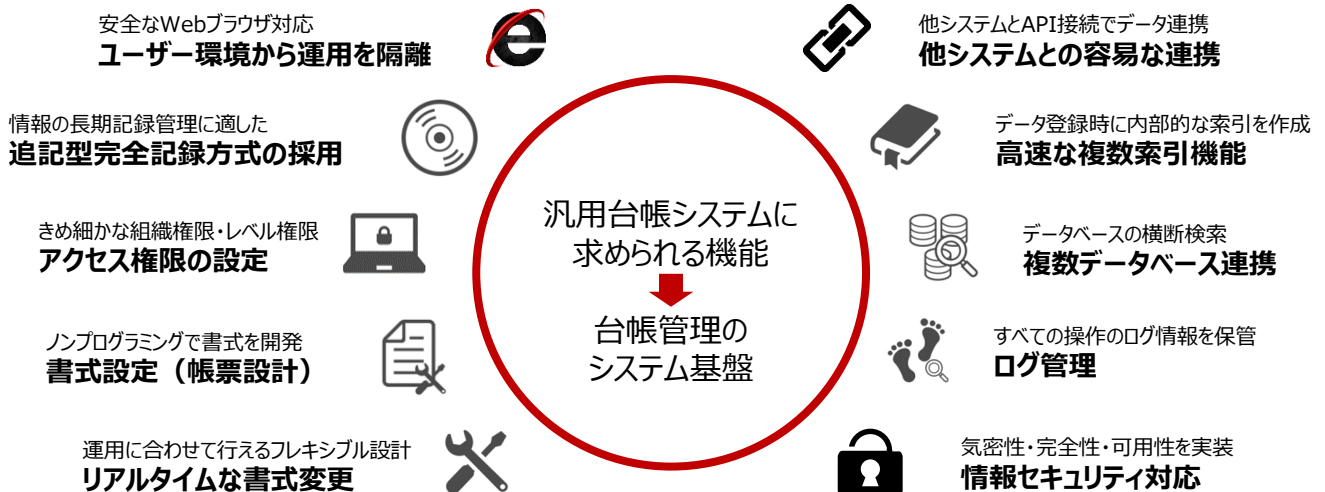 安全なWebブラウザ対応
ユーザー環境から運用を隔離
情報の長期記録管理に適した
追記型完全記録方式の採用
きめ細かな組織権限・レベル権限
アクセス権限の設定
ノンプログラミングで書式を開発
書式設定（帳票設計）
運用に合わせて行えるフレキシブル設計
リアルタイムな書式変更
汎用台帳システムに
求められる機能
台帳管理の
システム基盤
他システムとAPI接続でデータ連携
他システムとの容易な連携
データ登録時に内部的な索引を作成
高速な複数索引機能
データベースの横断検索
複数データベース連携
すべての操作のログ情報を保管
ログ管理
気密性・完全性・可用性を実装
情報セキュリティ対応